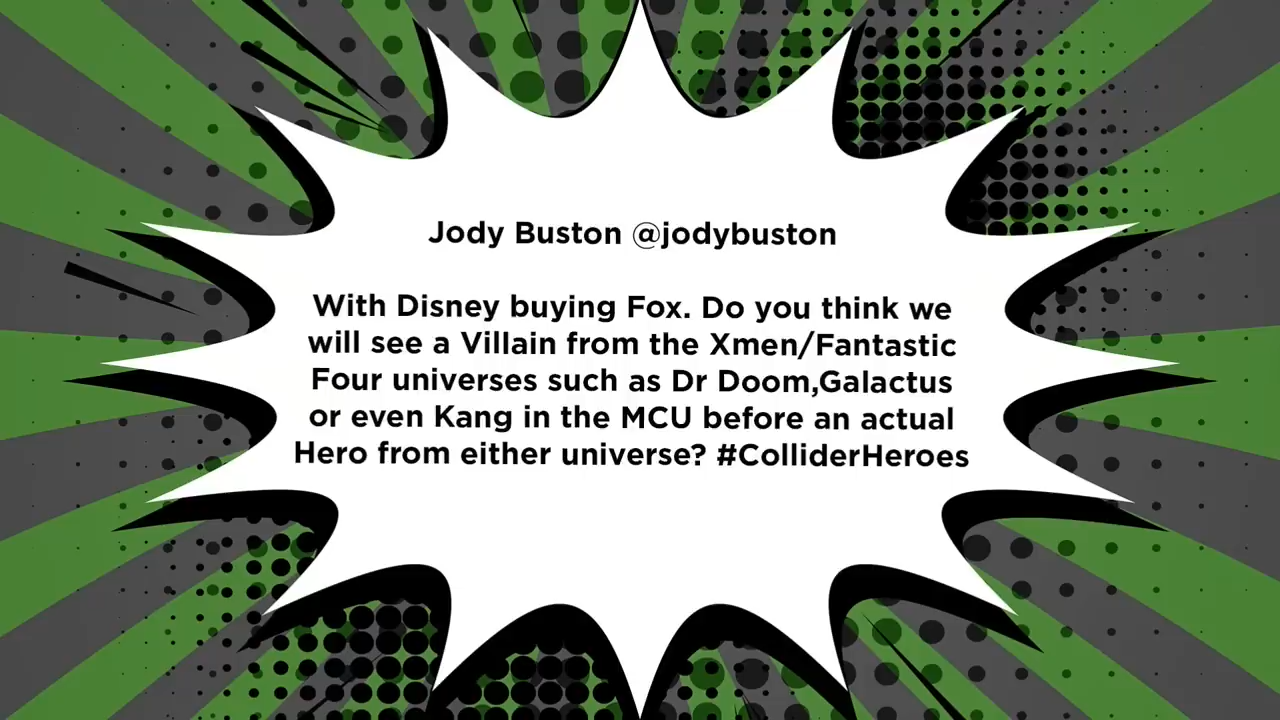 Jody Buston @jodybuston
With Disney buying Fox. Do you think we
will see a Villain from the Xmen/Fantastic
Four universes such as Dr Doom,Galactus
or even Kang in the MCU before an actual
Hero from either universe? #ColliderHeroes